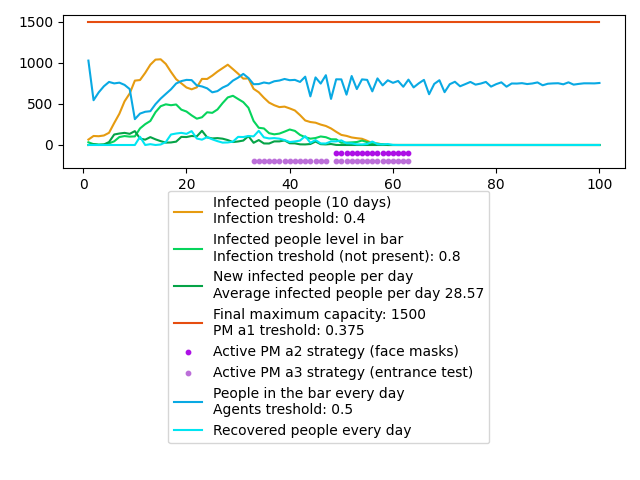 1500
1000
500
0
0 20 40 60 80 100
Infected people (10 days)
Infection treshold: 0.4
Infected people level in bar
Infection treshold (not present): 0.8
New infected people per day
Average infected people per day 28.57
Final maximum capacity: 1500
PM a1 treshold: 0.375
Active PM a2 strategy (face masks)
Active PM a3 strategy (entrance test)
People in the bar every day
Agents treshold: 0.5
Recovered people every day